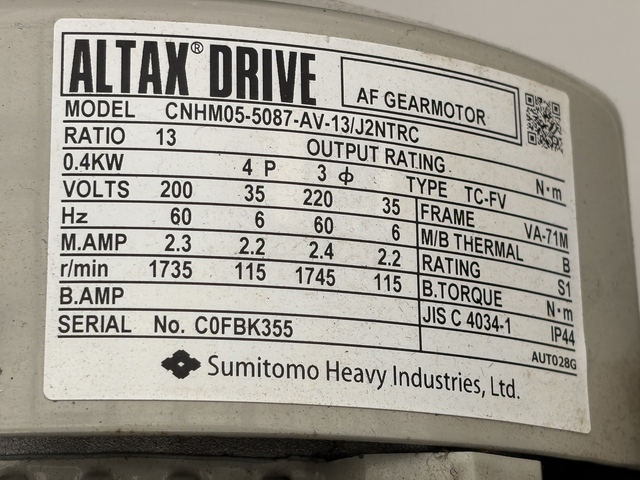 ALTAX® DRIVE AF GEARMOTOR
MODEL CNHM05-5087-AV-13/J2NTRC
RATIO 13 OUTPUT RATING N·m
0.4KW 4 P 3 φ TYPE TC-FV
VOLTS 200 35 220 35 FRAME VA-71M
Hz 60 6 60 6 M/B THERMAL B
M.AMP 2.3 2.2 2.4 2.2 RATING S1
r/min 1735 115 1745 115 B.TORQUE N·m
B.AMP JIS C 4034-1 IP44
SERIAL No. C0FBK355 AUT028G
Sumitomo Heavy Industries, Ltd.